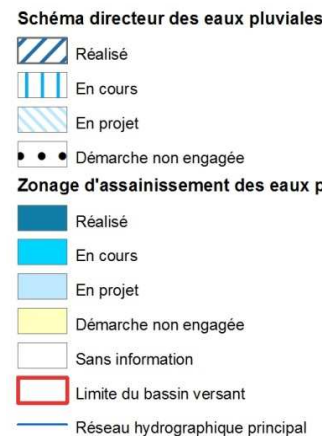 Schéma directeur des eaux pluviales
Réalisé
En cours
En projet
Démarche non engagée
Zonage d'assainissement des eaux
Réalisé
En cours
En projet
Démarche non engagée
Sans information
Limite du bassin versant
Réseau hydrographique principal